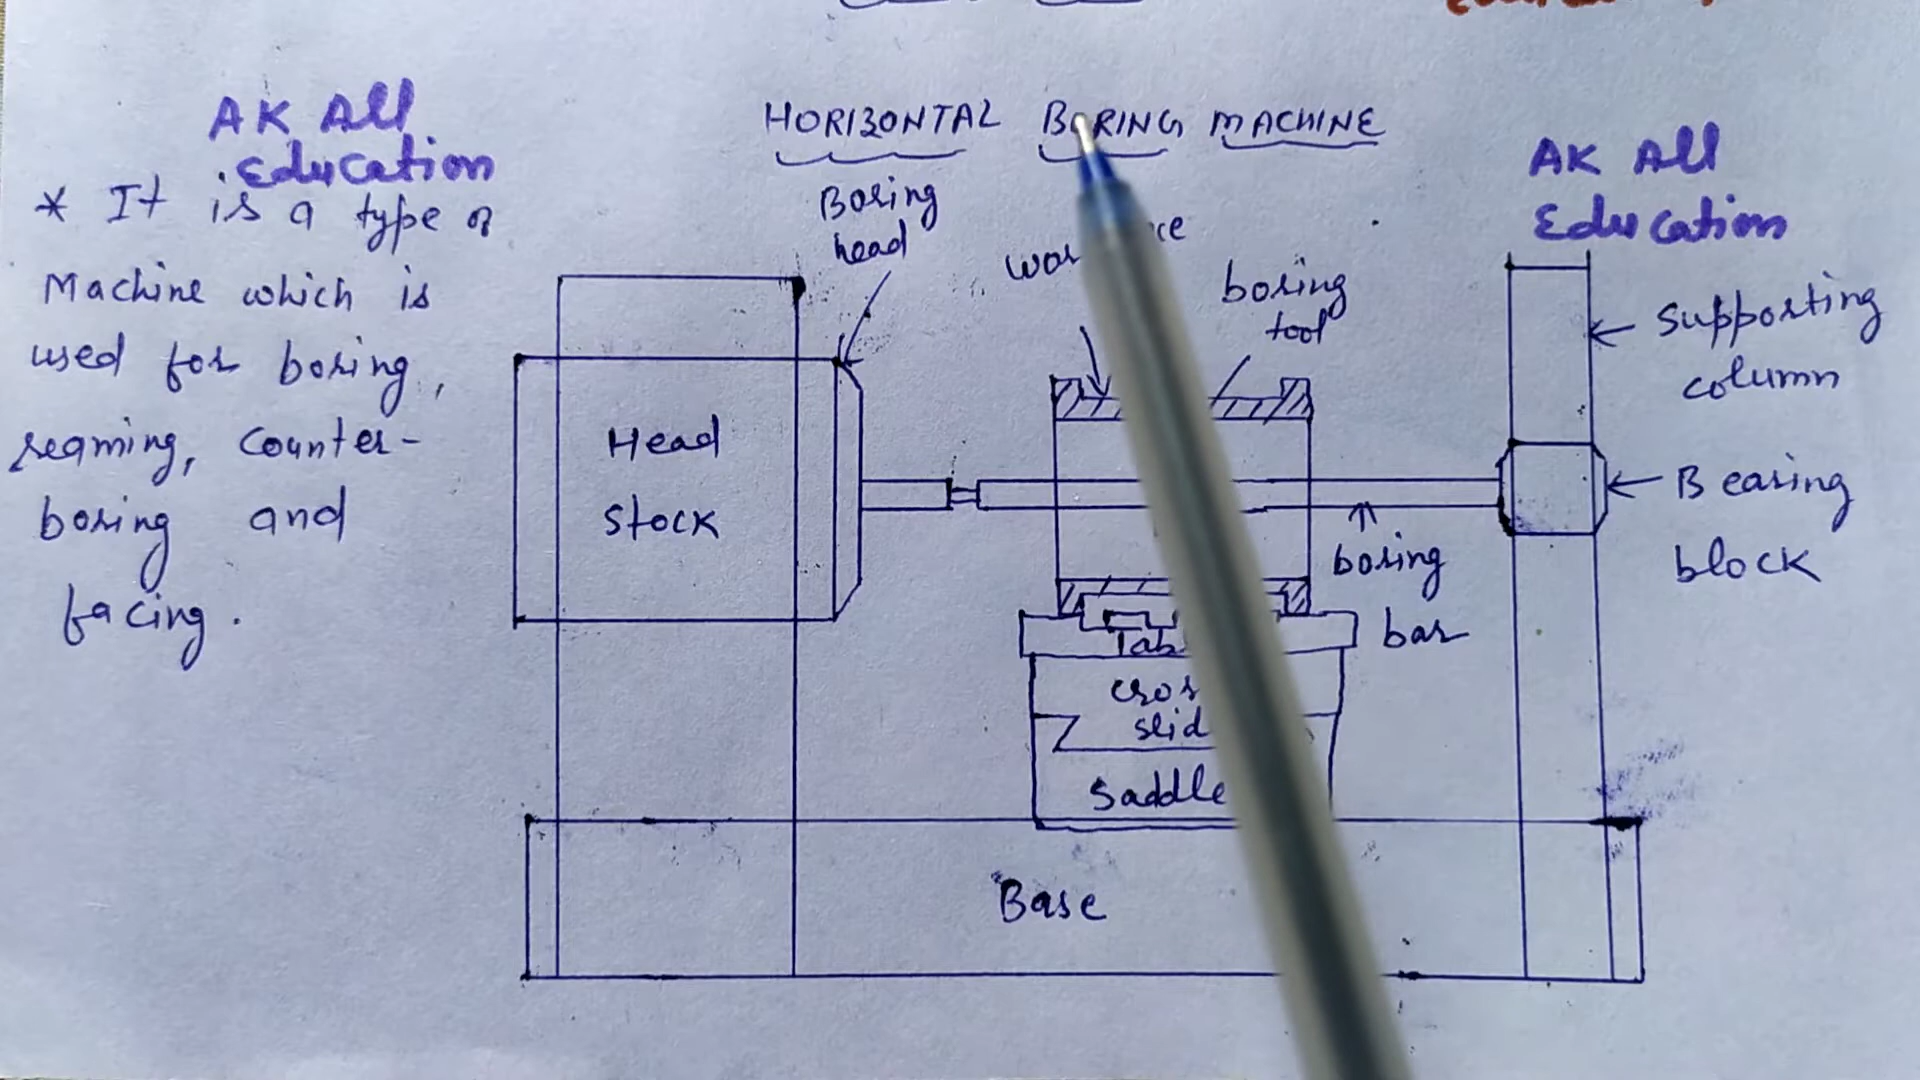 AK All
Education
* It is a type of
Machine which is
used for boring,
reaming, counter-
boring and
facing.
HORIZONTAL BORING MACHINE
Boring
head
boring
tool
AK All
Education
Supporting
column
Head
Stock
Bearing
block
boring
bar
Saddle
Base